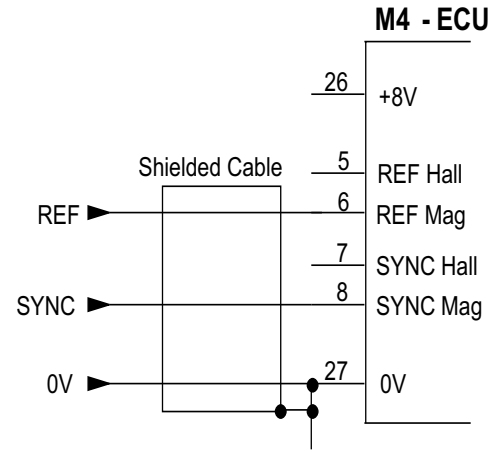 M4 - ECU
26
+8V
Shielded Cable
5
REF Hall
REF
6
REF Mag
7
SYNC Hall
SYNC
8
SYNC Mag
0V
27
0V